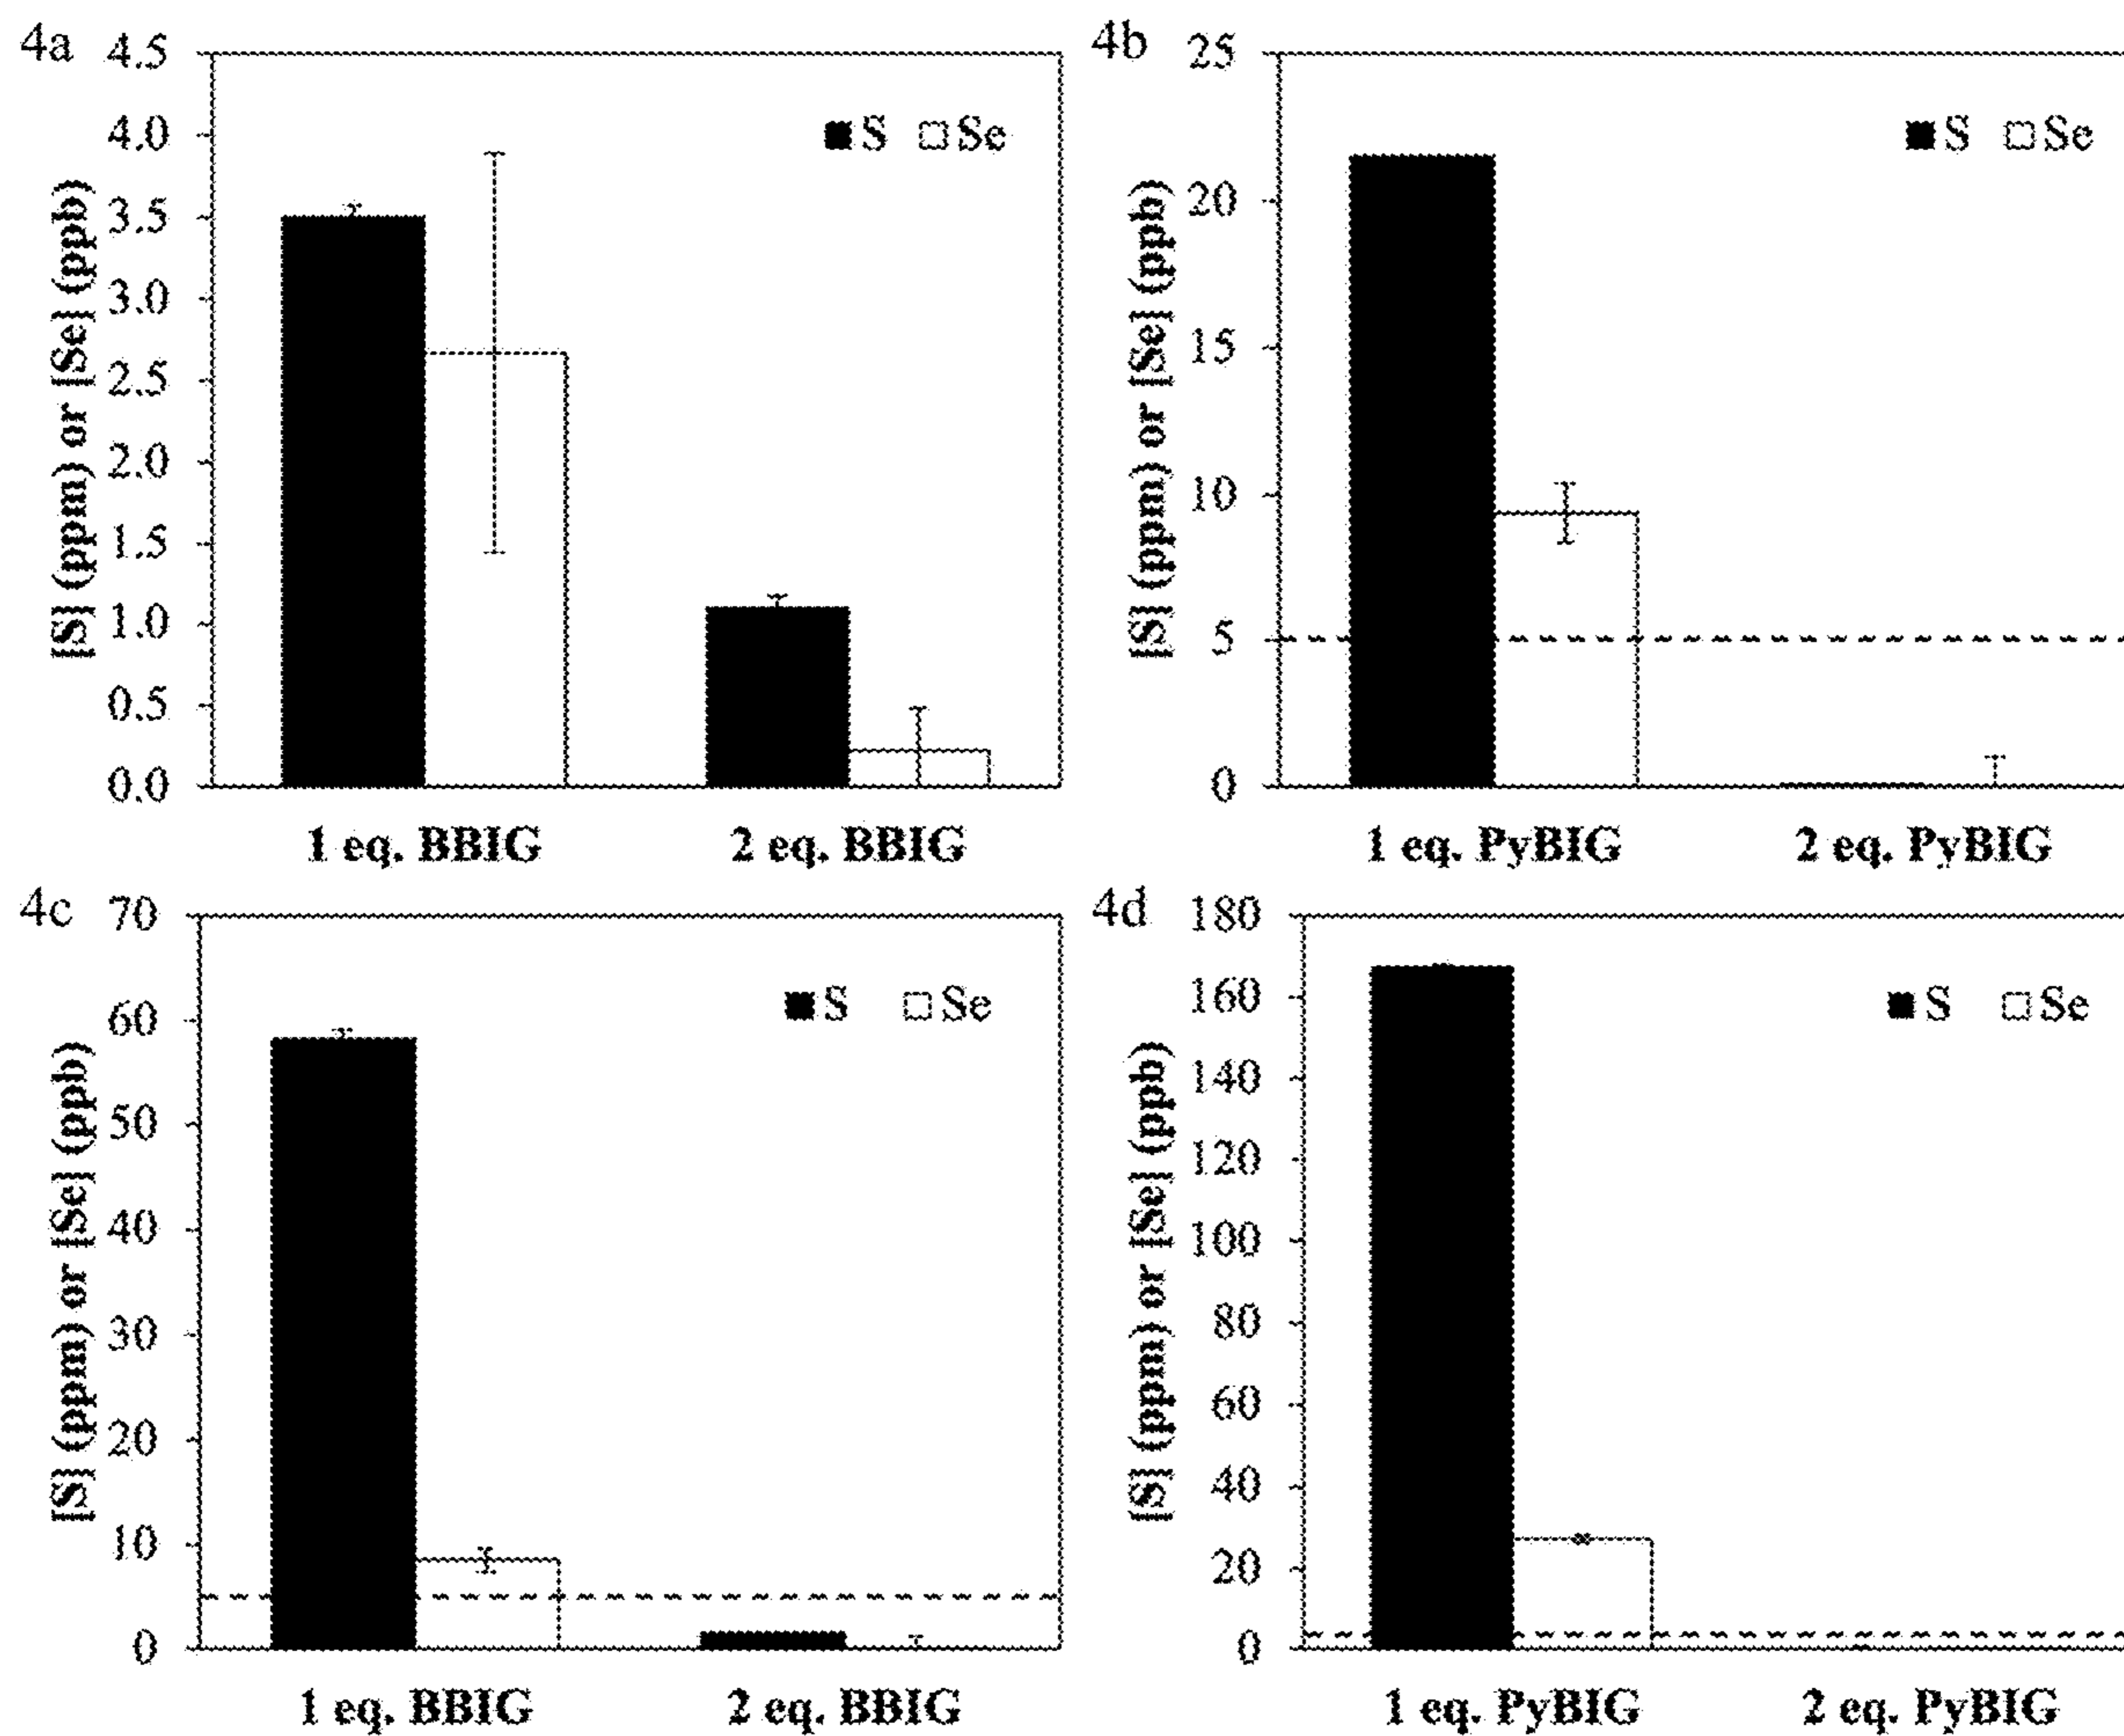 4a
[S] (ppm) or [Se] (ppb)
4.5
4.0
3.5
3.0
2.5
2.0
1.5
1.0
0.5
0.0
S Se
1 eq. BBIG 2 eq. BBIG
4b
[S] (ppm) or [Se] (ppb)
25
20
15
10
5
0
S Se
1 eq. PyBIG 2 eq. PyBIG
4c
[S] (ppm) or [Se] (ppb)
70
60
50
40
30
20
10
0
S Se
1 eq. BBIG 2 eq. BBIG
4d
[S] (ppm) or [Se] (ppb)
180
160
140
120
100
80
60
40
20
0
S Se
1 eq. PyBIG 2 eq. PyBIG